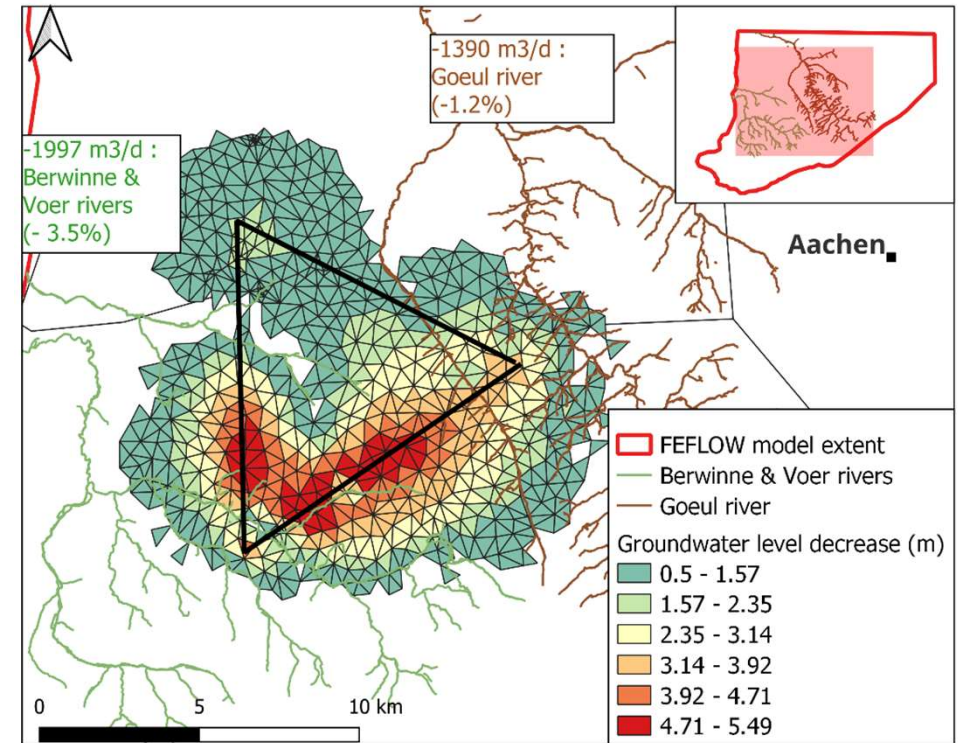 -1390 m3/d :
Goeul river
(-1.2%)
-1997 m3/d :
Berwinne &
Voer rivers
(- 3.5%)
Aachen
FEFLOW model extent
Berwinne & Voer rivers
Goeul river
Groundwater level decrease (m)
0.5 - 1.57
1.57 - 2.35
2.35 - 3.14
3.14 - 3.92
3.92 - 4.71
4.71 - 5.49
0 5 10 km